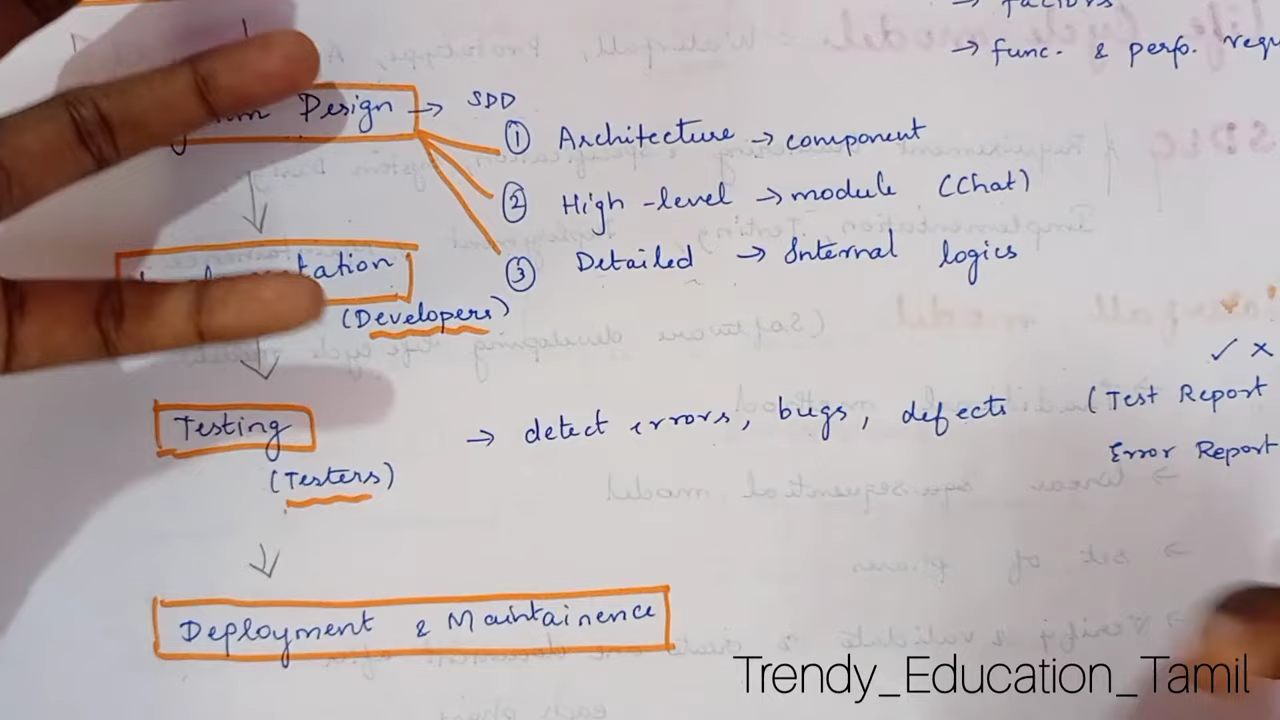 → factors
→ func. & perfo.
Design → SDD
① Architecture → component
② High-level → module (Chat)
③ Detailed → Internal logics
(Developers)
✓ x
Testing → detect errors, bugs, defects (Test Report
Error Report
(Testers)
Deployment & Maintainence
Trendy_Education_Tamil